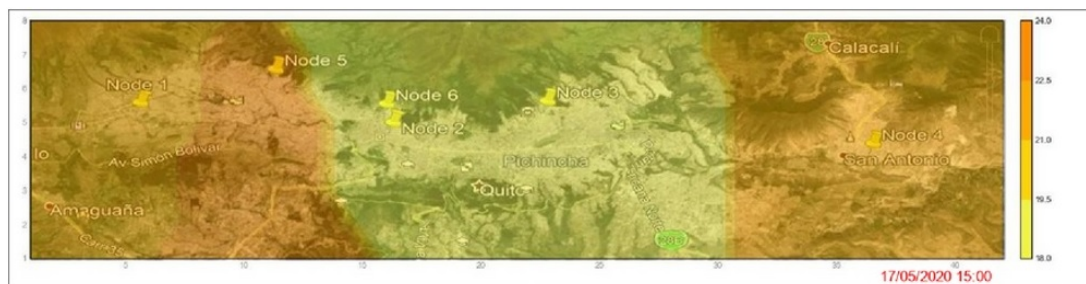 8
7
6
5
4
3
2
1
Calacalí
Node 5
Node 1
Node 6
Node 3
Node 2
Node 4
lo
Av Simón Bolívar
Pichincha
San Antonio
Quito
Amaguaña
5
10
15
20
25
30
35
40
24.0
22.5
21.0
19.5
18.0
17/05/2020 15:00